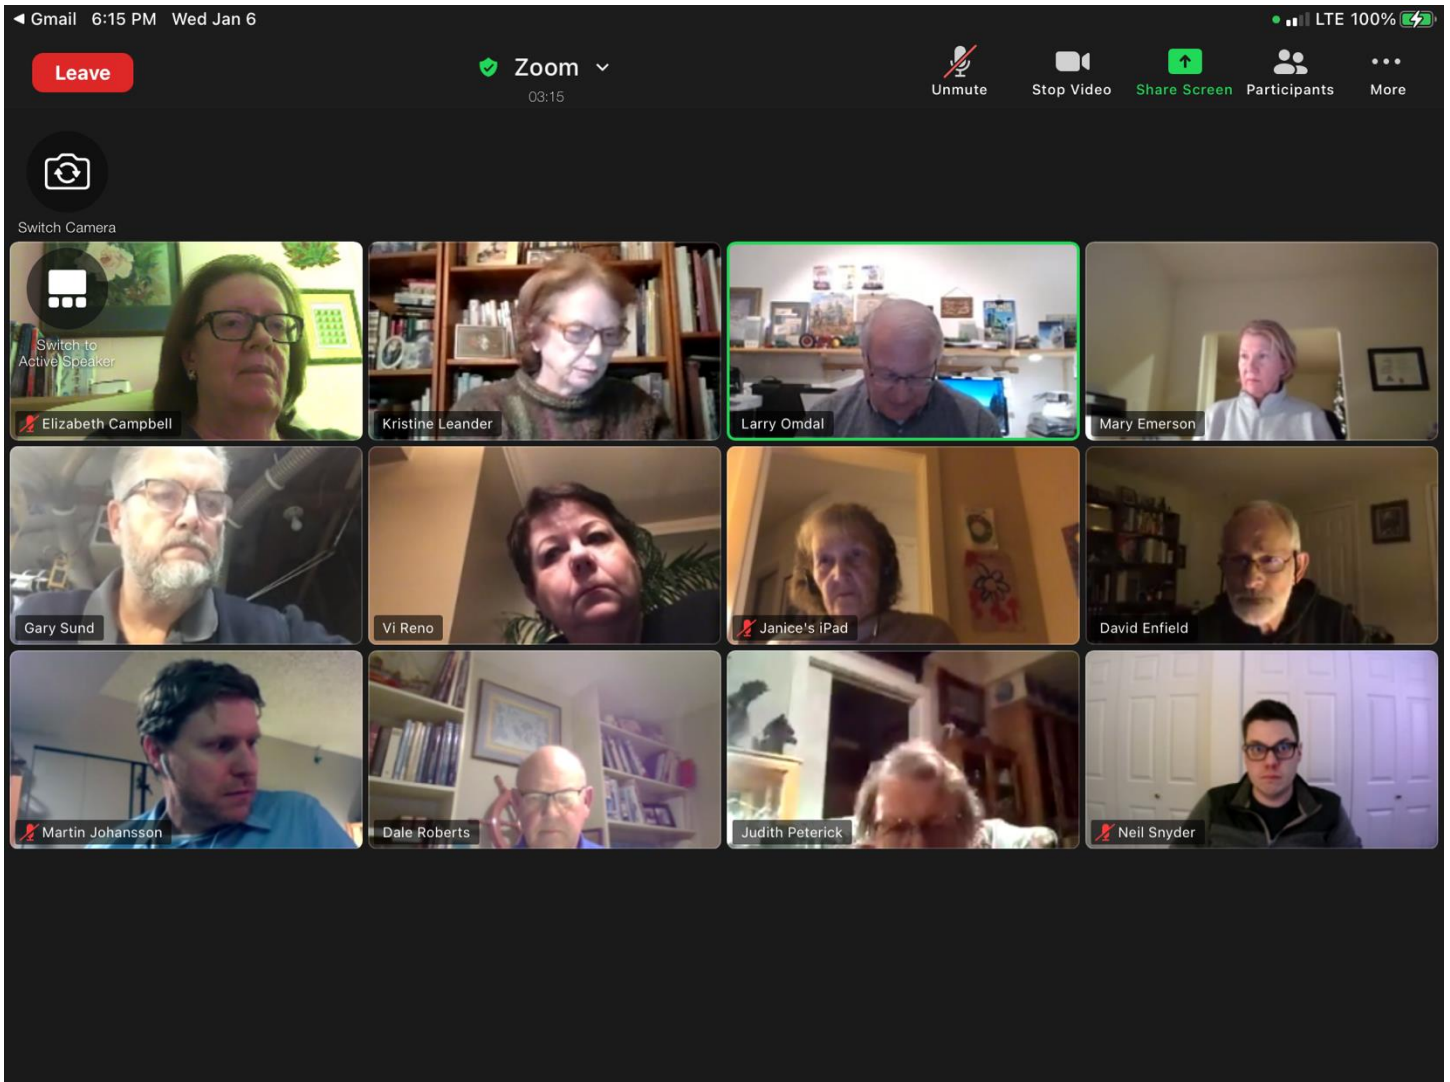 ◀ Gmail 6:15 PM Wed Jan 6 LTE 100%
Leave
Zoom
03:15
Unmute
Stop Video
Share Screen
Participants
More
Switch Camera
Switch to
Active Speaker
Elizabeth Campbell
Kristine Leander
Larry Omdal
Mary Emerson
Gary Sund
Vi Reno
Janice's iPad
David Enfield
Martin Johansson
Dale Roberts
Judith Peterick
Neil Snyder